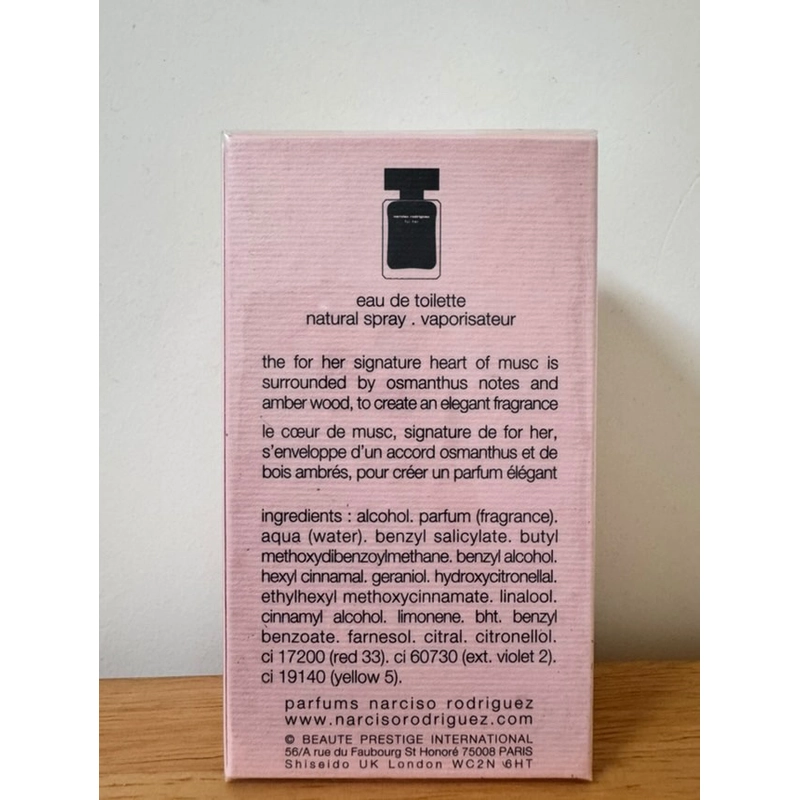 narciso rodriguez
for her
eau de toilette
natural spray . vaporisateur
the for her signature heart of musc is
surrounded by osmanthus notes and
amber wood, to create an elegant fragrance
le cœur de musc, signature de for her,
s'enveloppe d'un accord osmanthus et de
bois ambrés, pour créer un parfum élégant
ingredients : alcohol. parfum (fragrance).
aqua (water). benzyl salicylate. butyl
methoxydibenzoylmethane. benzyl alcohol.
hexyl cinnamal. geraniol. hydroxycitronellal.
ethylhexyl methoxycinnamate. linalool.
cinnamyl alcohol. limonene. bht. benzyl
benzoate. farnesol. citral. citronellol.
ci 17200 (red 33). ci 60730 (ext. violet 2).
ci 19140 (yellow 5).
parfums narciso rodriguez
www.narcisorodriguez.com
© BEAUTE PRESTIGE INTERNATIONAL
56/A rue du Faubourg St Honoré 75008 PARIS
Shiseido UK London WC2N 6HT